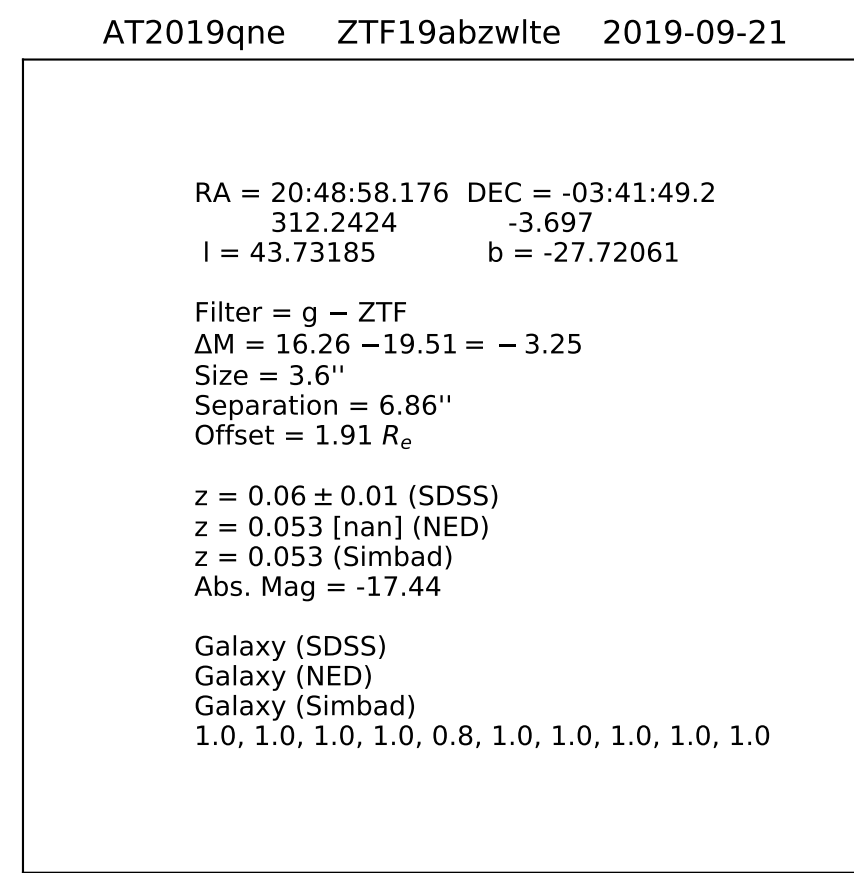 AT2019qne ZTF19abzwlte 2019-09-21
RA = 20:48:58.176 DEC = -03:41:49.2
312.2424 -3.697
l = 43.73185 b = -27.72061
Filter = g − ZTF
ΔM = 16.26 −19.51 = − 3.25
Size = 3.6''
Separation = 6.86''
Offset = 1.91 Rₑ
z = 0.06 ± 0.01 (SDSS)
z = 0.053 [nan] (NED)
z = 0.053 (Simbad)
Abs. Mag = -17.44
Galaxy (SDSS)
Galaxy (NED)
Galaxy (Simbad)
1.0, 1.0, 1.0, 1.0, 0.8, 1.0, 1.0, 1.0, 1.0, 1.0